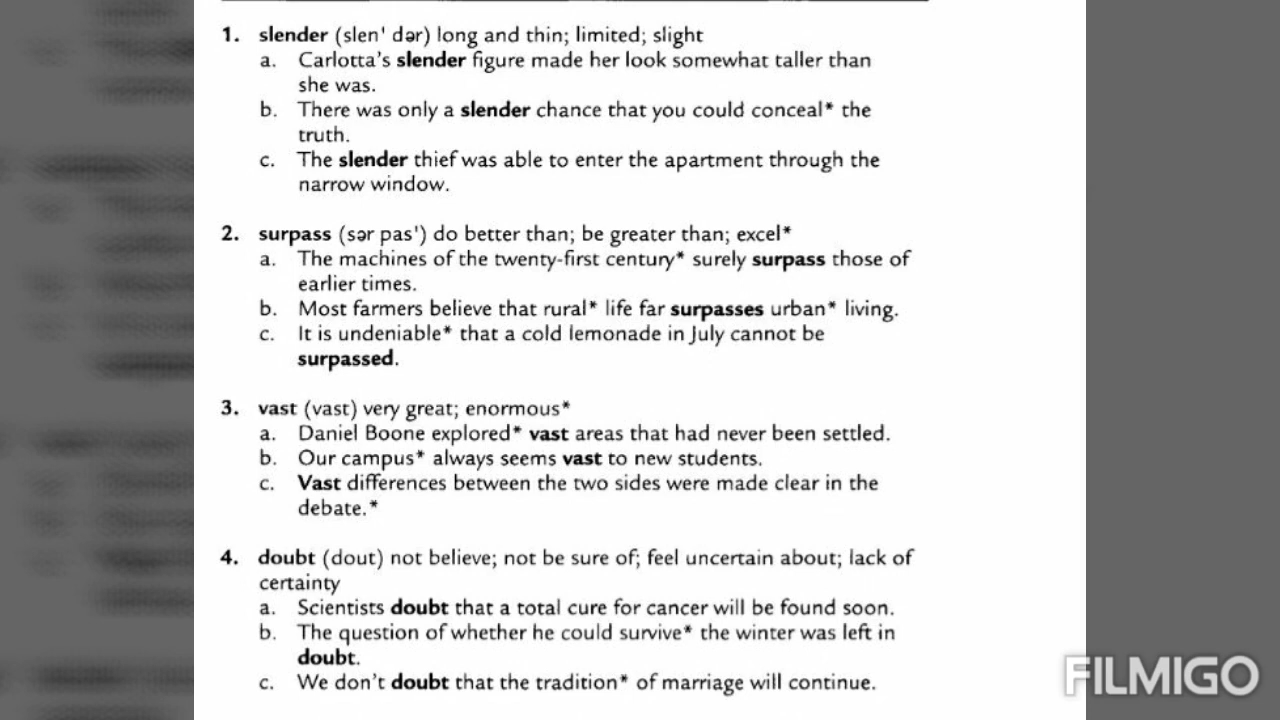 1. slender (slen' dər) long and thin; limited; slight
a. Carlotta's slender figure made her look somewhat taller than
she was.
b. There was only a slender chance that you could conceal* the
truth.
c. The slender thief was able to enter the apartment through the
narrow window.
2. surpass (sər pas') do better than; be greater than; excel*
a. The machines of the twenty-first century* surely surpass those of
earlier times.
b. Most farmers believe that rural* life far surpasses urban* living.
c. It is undeniable* that a cold lemonade in July cannot be
surpassed.
3. vast (vast) very great; enormous*
a. Daniel Boone explored* vast areas that had never been settled.
b. Our campus* always seems vast to new students.
c. Vast differences between the two sides were made clear in the
debate.*
4. doubt (dout) not believe; not be sure of; feel uncertain about; lack of
certainty
a. Scientists doubt that a total cure for cancer will be found soon.
b. The question of whether he could survive* the winter was left in
doubt.
c. We don't doubt that the tradition* of marriage will continue.
FILMIGO